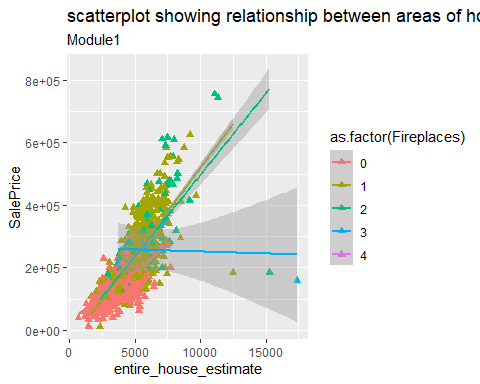 scatterplot showing relationship between areas of ho
Module1
8e+05
6e+05
4e+05
2e+05
0e+00
SalePrice
0
5000
10000
15000
entire_house_estimate
as.factor(Fireplaces)
0
1
2
3
4